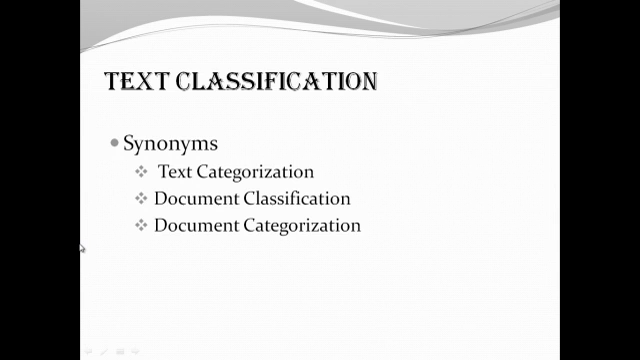 TEXT CLASSIFICATION
Synonyms
Text Categorization
Document Classification
Document Categorization